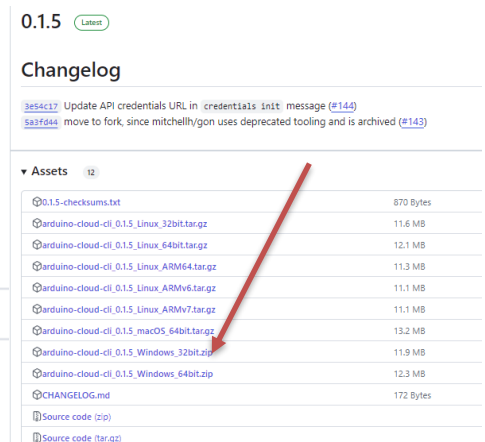 0.1.5 Latest
Changelog
3e54c17 Update API credentials URL in credentials init message (#144)
5a3fd44 move to fork, since mitchellh/gon uses deprecated tooling and is archived (#143)
Assets 12
0.1.5-checksums.txt 870 Bytes
arduino-cloud-cli_0.1.5_Linux_32bit.tar.gz 11.6 MB
arduino-cloud-cli_0.1.5_Linux_64bit.tar.gz 12.1 MB
arduino-cloud-cli_0.1.5_Linux_ARM64.tar.gz 11.3 MB
arduino-cloud-cli_0.1.5_Linux_ARMv6.tar.gz 11.1 MB
arduino-cloud-cli_0.1.5_Linux_ARMv7.tar.gz 11.1 MB
arduino-cloud-cli_0.1.5_macOS_64bit.tar.gz 13.2 MB
arduino-cloud-cli_0.1.5_Windows_32bit.zip 11.9 MB
arduino-cloud-cli_0.1.5_Windows_64bit.zip 12.3 MB
CHANGELOG.md 172 Bytes
Source code (zip)
Source code (tar.gz)